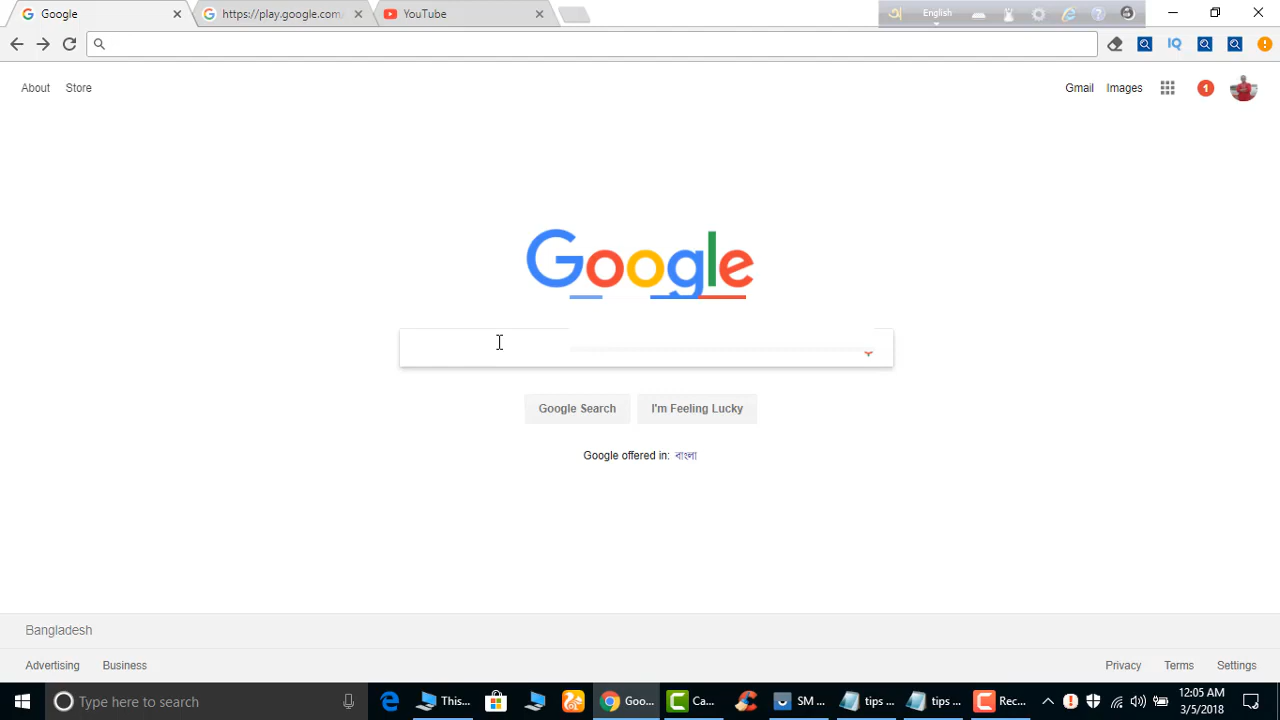 Google
https://play.google.com/
YouTube
English
About
Store
Gmail
Images
1
Google
Google Search
I'm Feeling Lucky
Google offered in: বাংলা
Bangladesh
Advertising
Business
Privacy
Terms
Settings
Type here to search
This...
Goo...
Ca...
SM ...
tips ...
tips ...
Rec...
12:05 AM
3/5/2018